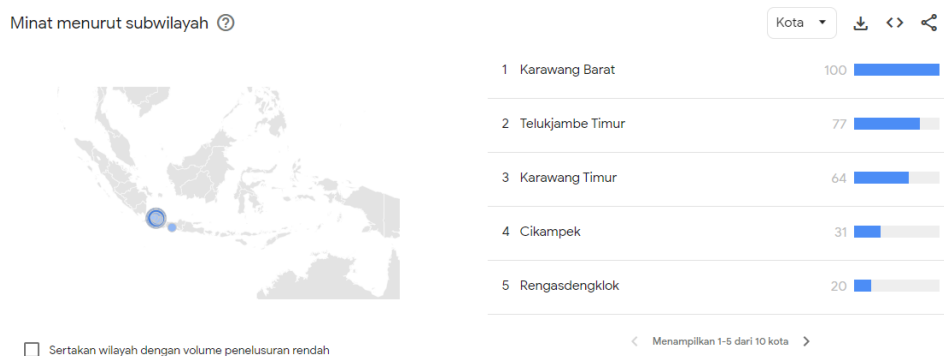 Minat menurut subwilayah
Kota
1 Karawang Barat 100
2 Telukjambe Timur 77
3 Karawang Timur 64
4 Cikampek 31
5 Rengasdengklok 20
Sertakan wilayah dengan volume penelusuran rendah
Menampilkan 1-5 dari 10 kota